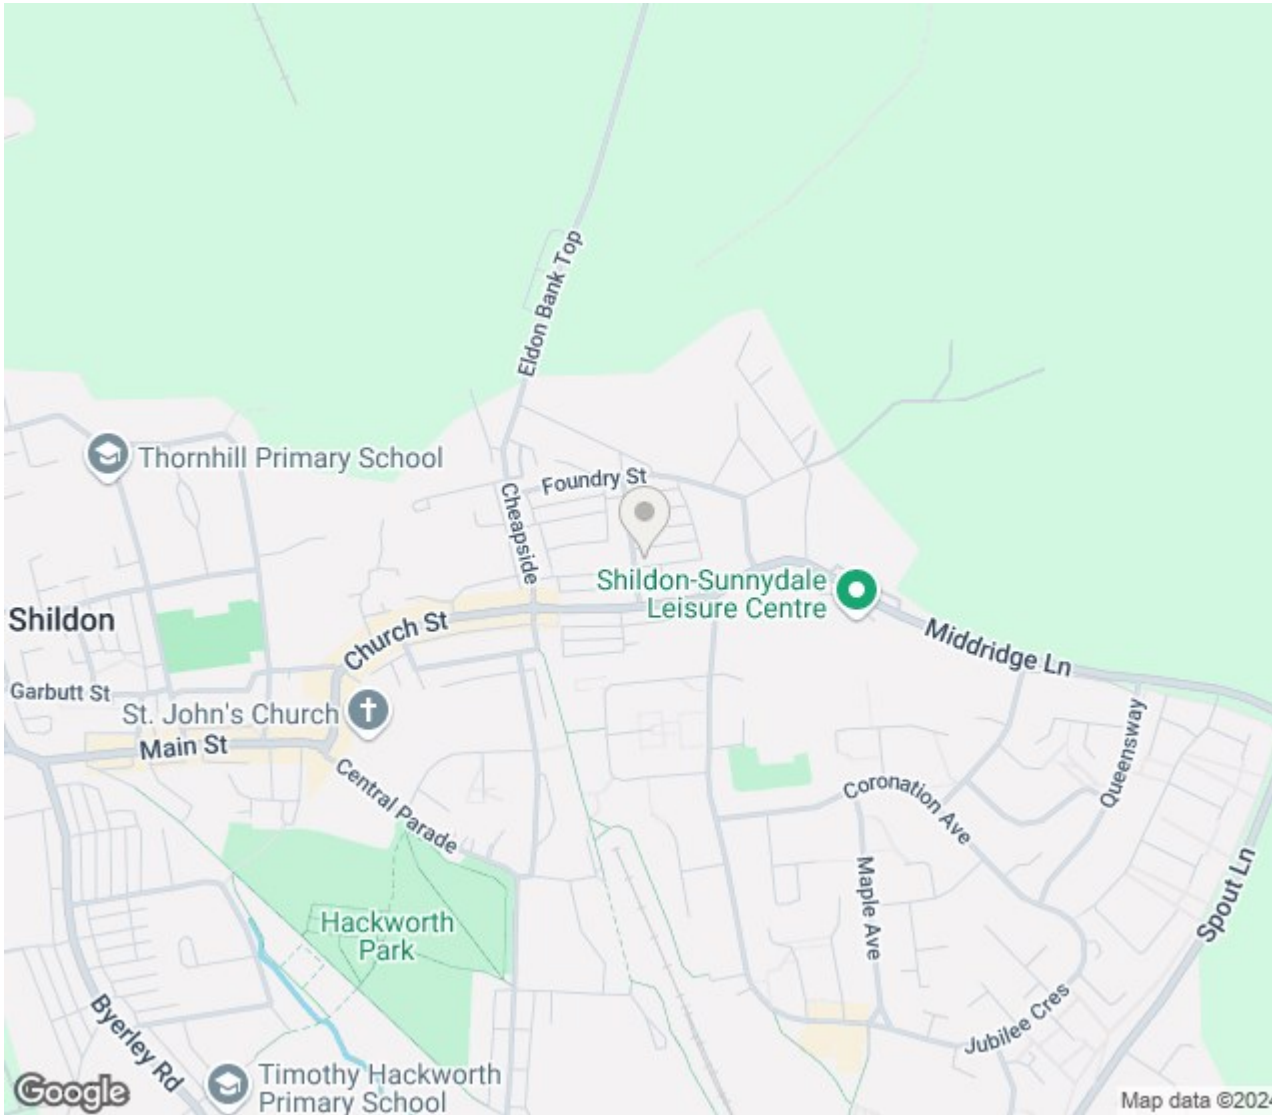 Eldon Bank Top
Thornhill Primary School
Foundry St
Cheapside
Shildon-Sunnydale
Leisure Centre
Shildon
Church St
Middridge Ln
Garbutt St
St. John's Church
Main St
Queensway
Central Parade
Coronation Ave
Maple Ave
Spout Ln
Hackworth
Park
Byerley Rd
Jubilee Cres
Timothy Hackworth
Primary School
Google
Map data ©2024